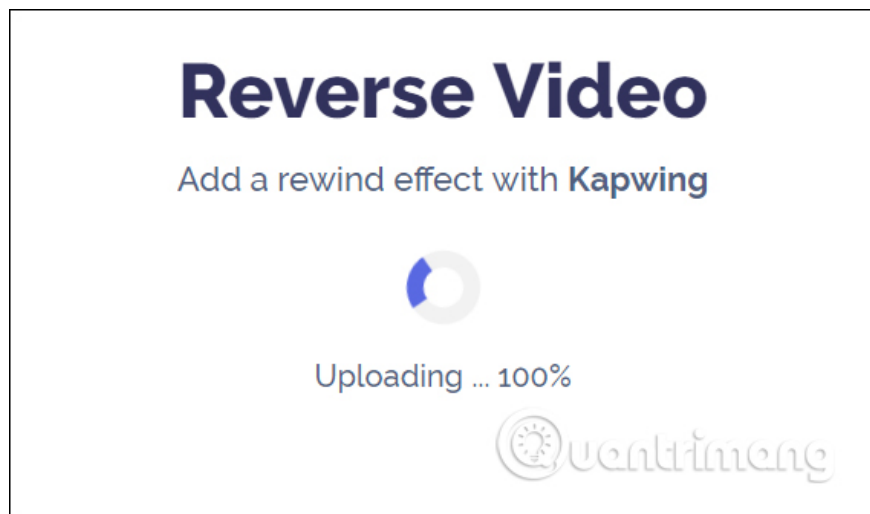 Reverse Video
Add a rewind effect with Kapwing
Uploading ... 100%
Quantrimang